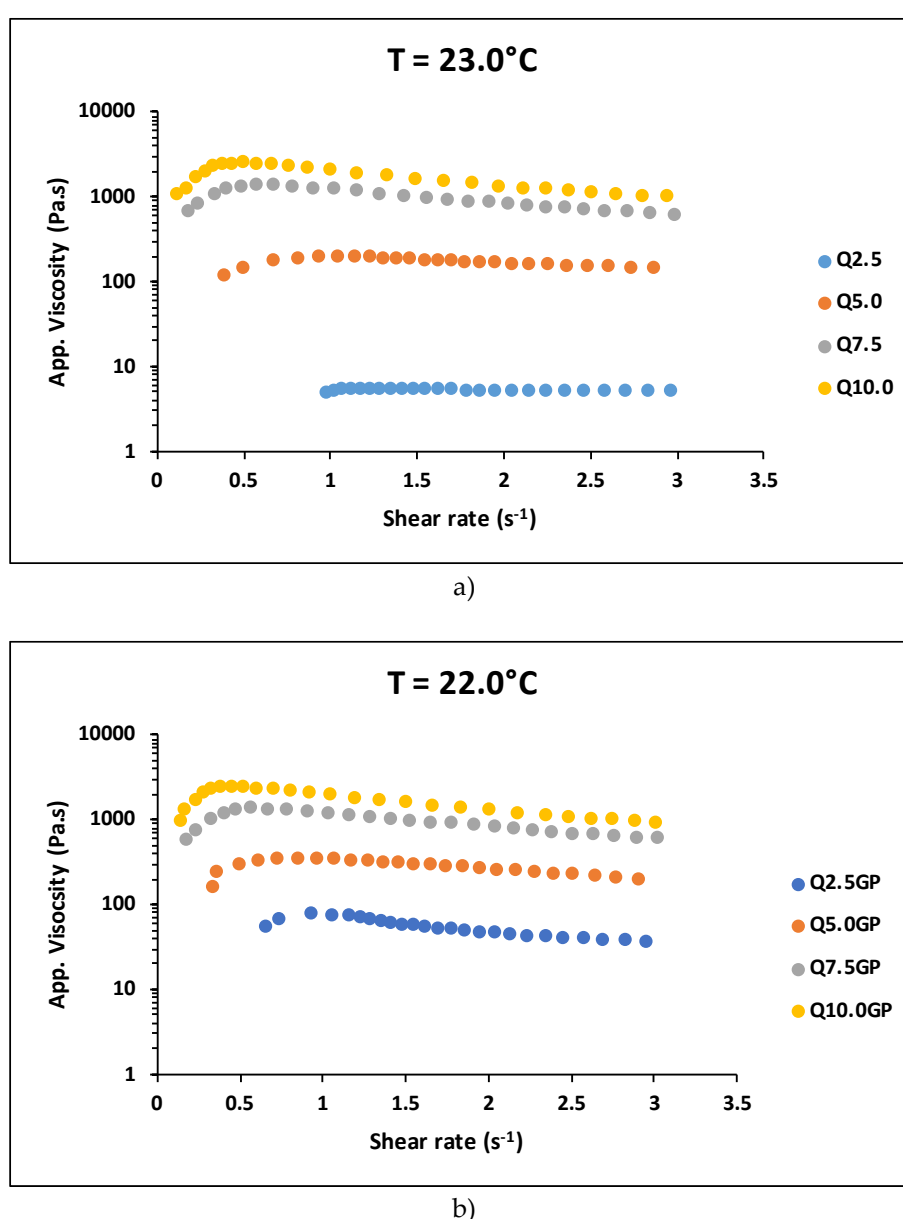 T = 23.0°C
10000
1000
100
10
1
App. Viscosity (Pa.s)
0 0.5 1 1.5 2 2.5 3 3.5
Shear rate (s-1)
Q2.5
Q5.0
Q7.5
Q10.0
a)
T = 22.0°C
10000
1000
100
10
1
App. Visocsity (Pa.s)
0 0.5 1 1.5 2 2.5 3 3.5
Shear rate (s-1)
Q2.5GP
Q5.0GP
Q7.5GP
Q10.0GP
b)